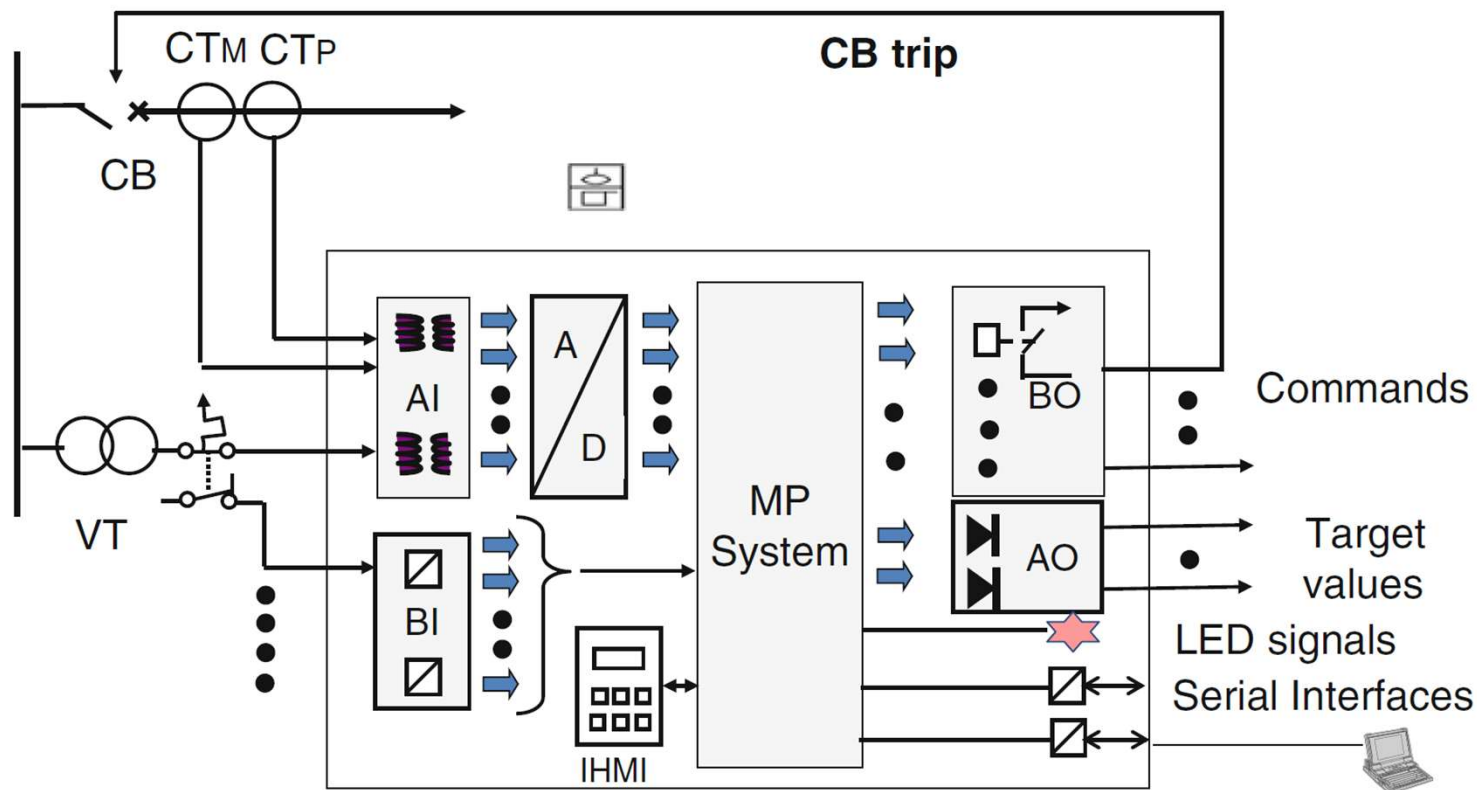 CTM CTP
CB trip
CB
AI
A
D
BO
Commands
VT
MP
System
AO
Target
values
BI
LED signals
Serial Interfaces
IHMI